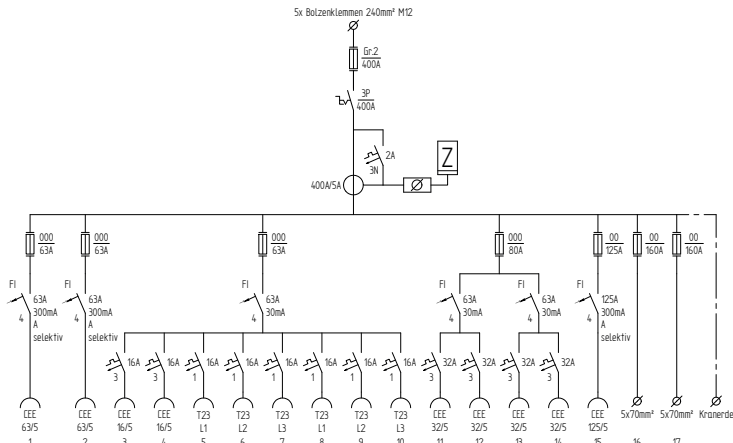 5x Bolzenklemmen 240mm² M12
Gr.2
400A
3P
400A
2A
3N
Z
400A/5A
000 000 000 000 00 00 00
63A 63A 63A 80A 125A 160A 160A
FI FI FI FI FI FI
63A 63A 63A 63A 63A 125A
300mA 300mA 30mA 30mA 30mA 300mA
4 4 4 4 4 4
A A A
selektiv selektiv selektiv
16A 16A 16A 16A 16A 16A 16A 16A 32A 32A 32A 32A
3 3 1 1 1 1 1 1 3 3 3 3
CEE CEE CEE CEE T23 T23 T23 T23 T23 T23 CEE CEE CEE CEE CEE 5x70mm² 5x70mm² Kranerde
63/5 63/5 16/5 16/5 L1 L2 L3 L1 L2 L3 32/5 32/5 32/5 32/5 125/5
1 2 3 4 5 6 7 8 9 10 11 12 13 14 15 16 17